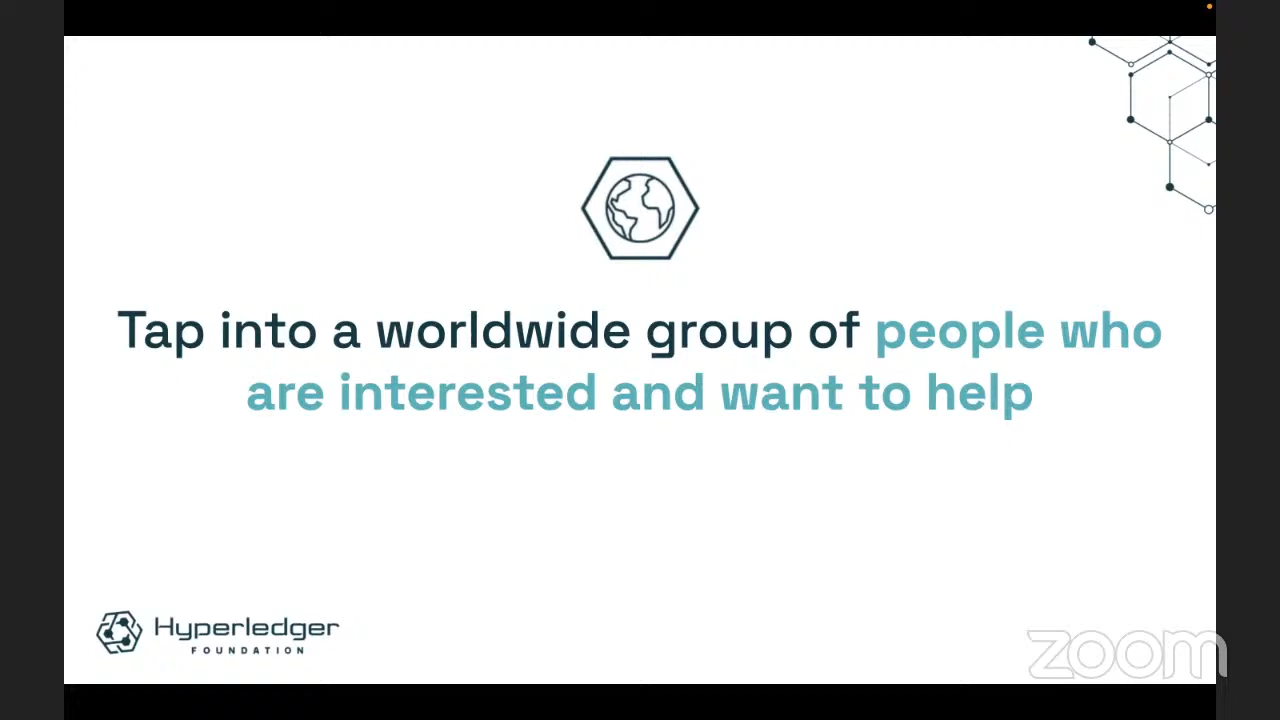 Tap into a worldwide group of people who
are interested and want to help
Hyperledger
FOUNDATION
zoom